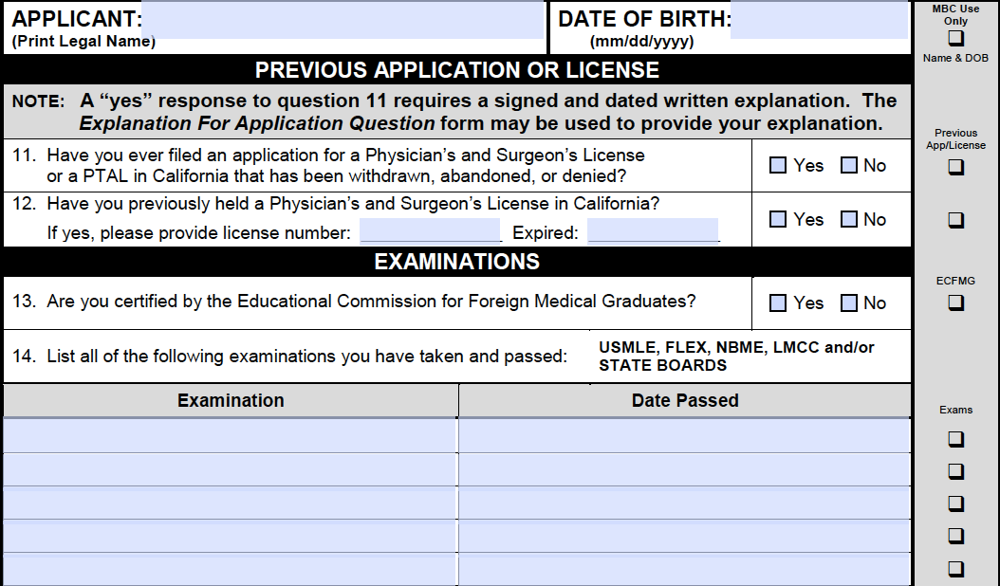 APPLICANT:
(Print Legal Name)
DATE OF BIRTH:
(mm/dd/yyyy)
MBC Use
Only
Name & DOB
PREVIOUS APPLICATION OR LICENSE
NOTE: A “yes” response to question 11 requires a signed and dated written explanation. The
Explanation For Application Question form may be used to provide your explanation.
Previous
App/License
11. Have you ever filed an application for a Physician’s and Surgeon’s License
or a PTAL in California that has been withdrawn, abandoned, or denied?
Yes No
12. Have you previously held a Physician’s and Surgeon’s License in California?
If yes, please provide license number: Expired:
Yes No
EXAMINATIONS
ECFMG
13. Are you certified by the Educational Commission for Foreign Medical Graduates?
Yes No
14. List all of the following examinations you have taken and passed:
USMLE, FLEX, NBME, LMCC and/or
STATE BOARDS
Examination Date Passed
Exams